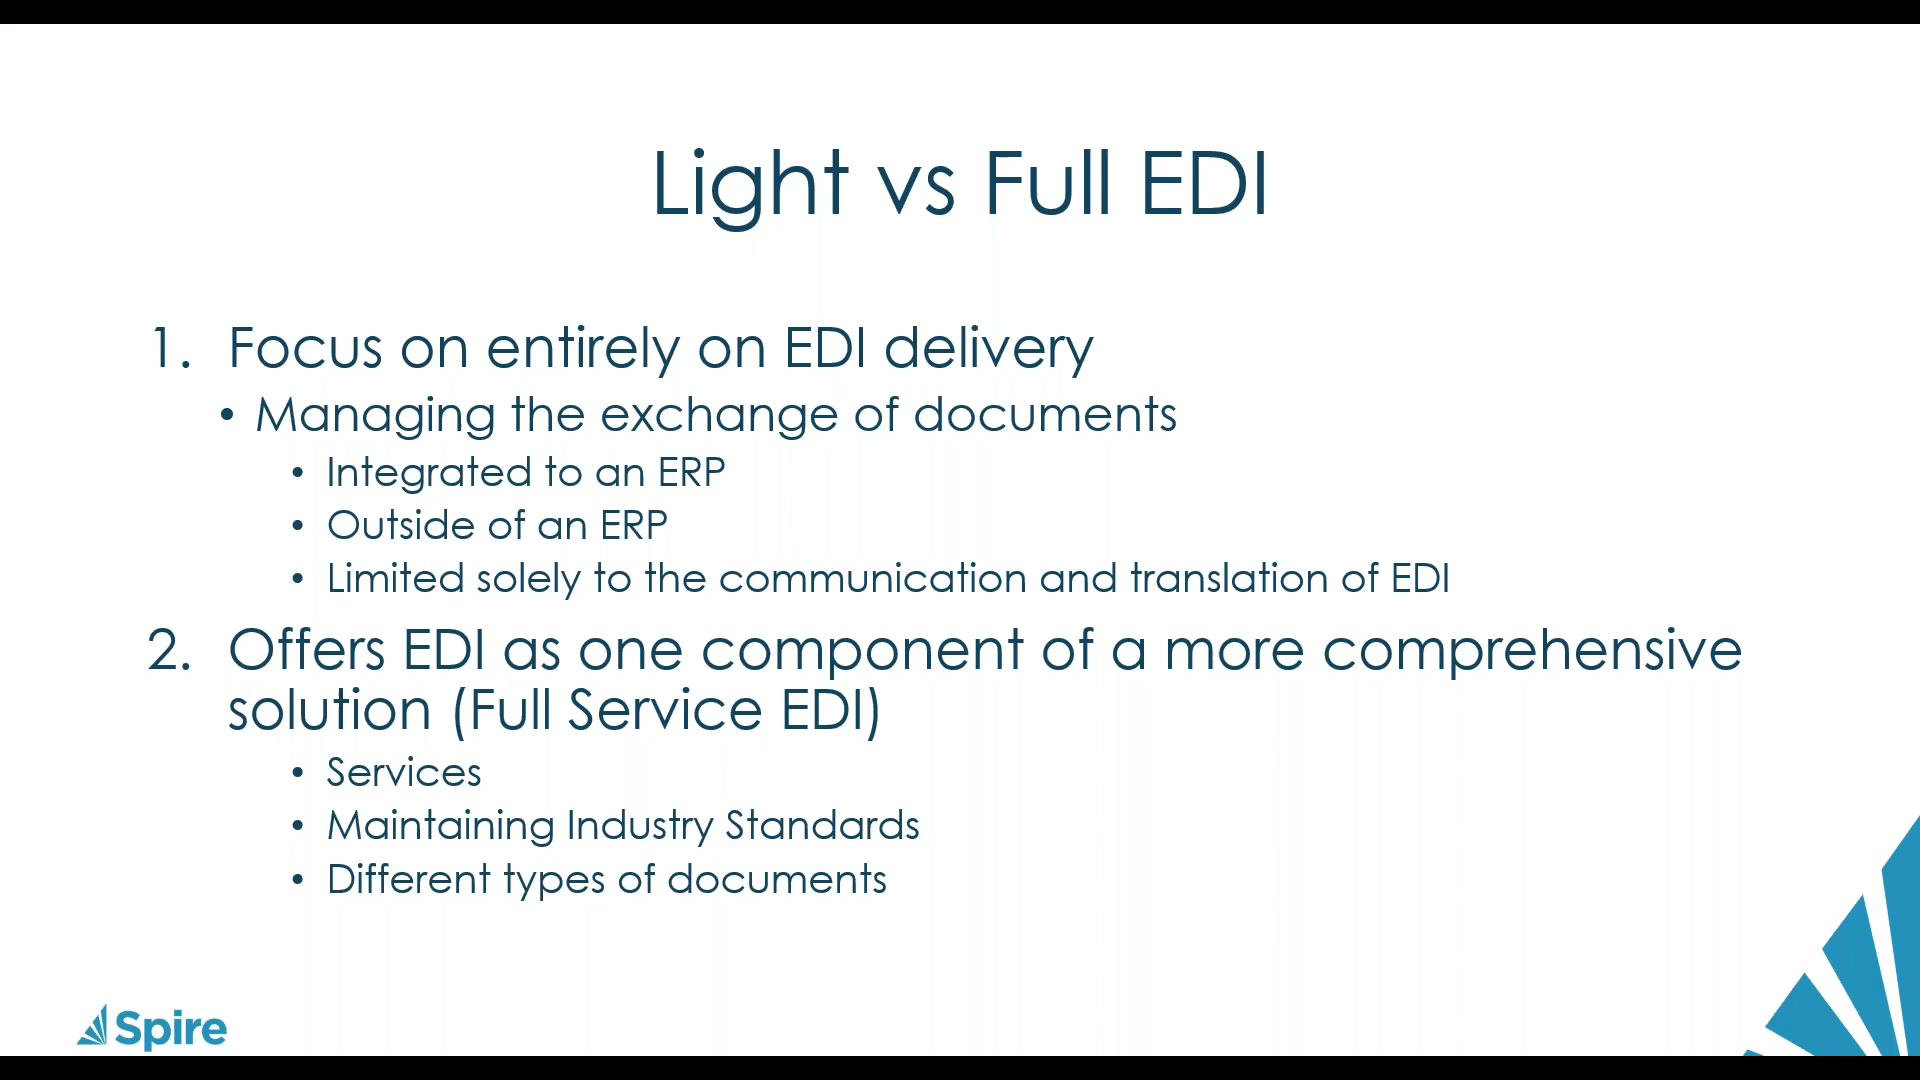 Light vs Full EDI
1. Focus on entirely on EDI delivery
• Managing the exchange of documents
• Integrated to an ERP
• Outside of an ERP
• Limited solely to the communication and translation of EDI
2. Offers EDI as one component of a more comprehensive
solution (Full Service EDI)
• Services
• Maintaining Industry Standards
• Different types of documents
Spire